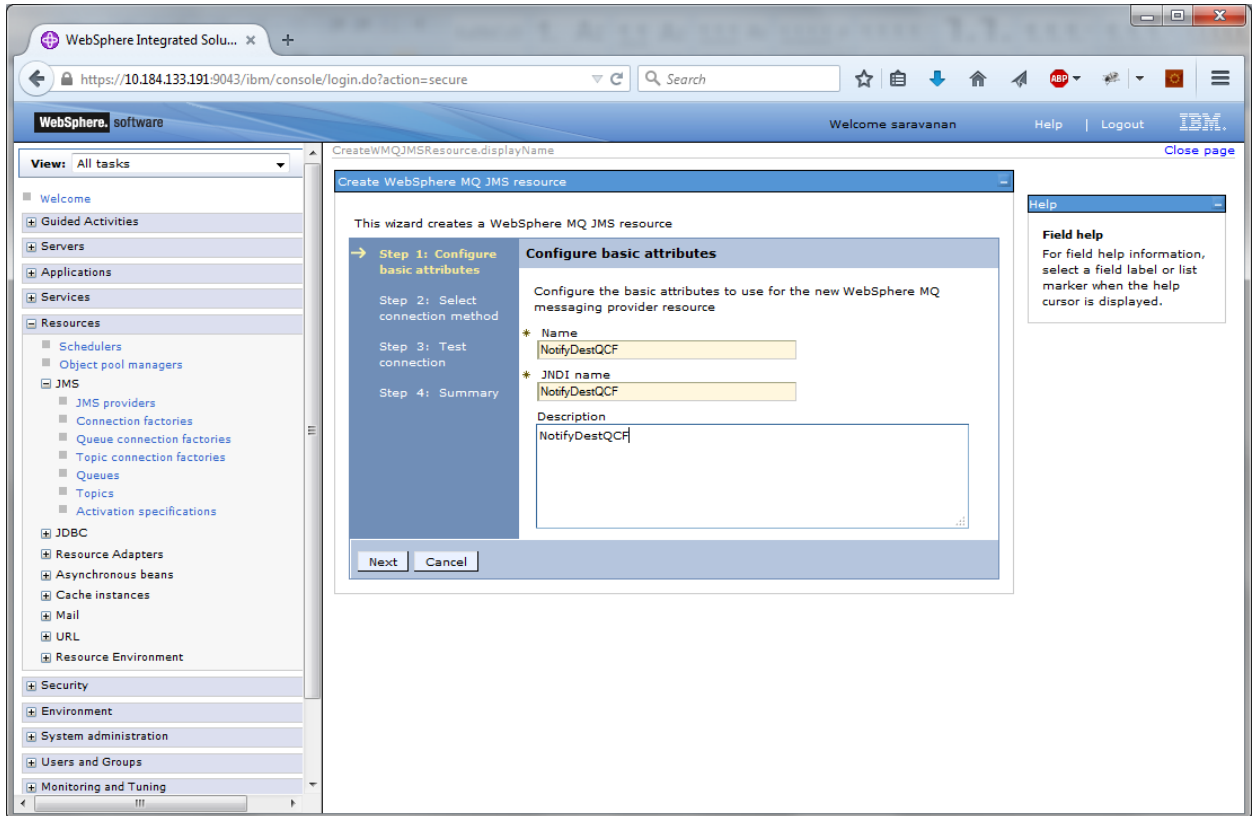 WebSphere Integrated Solu...
https://10.184.133.191:9043/ibm/console/login.do?action=secure
Search
ABP
WebSphere. software
Welcome saravanan
Help | Logout
IBM.
View: All tasks
Welcome
Guided Activities
Servers
Applications
Services
Resources
Schedulers
Object pool managers
JMS
JMS providers
Connection factories
Queue connection factories
Topic connection factories
Queues
Topics
Activation specifications
JDBC
Resource Adapters
Asynchronous beans
Cache instances
Mail
URL
Resource Environment
Security
Environment
System administration
Users and Groups
Monitoring and Tuning
CreateWMQJMSResource.displayName
Close page
Create WebSphere MQ JMS resource
This wizard creates a WebSphere MQ JMS resource
Step 1: Configure
basic attributes
Step 2: Select
connection method
Step 3: Test
connection
Step 4: Summary
Configure basic attributes
Configure the basic attributes to use for the new WebSphere MQ
messaging provider resource
* Name
NotifyDestQCF
* JNDI name
NotifyDestQCF
Description
NotifyDestQCF
Next
Cancel
Help
Field help
For field help information,
select a field label or list
marker when the help
cursor is displayed.